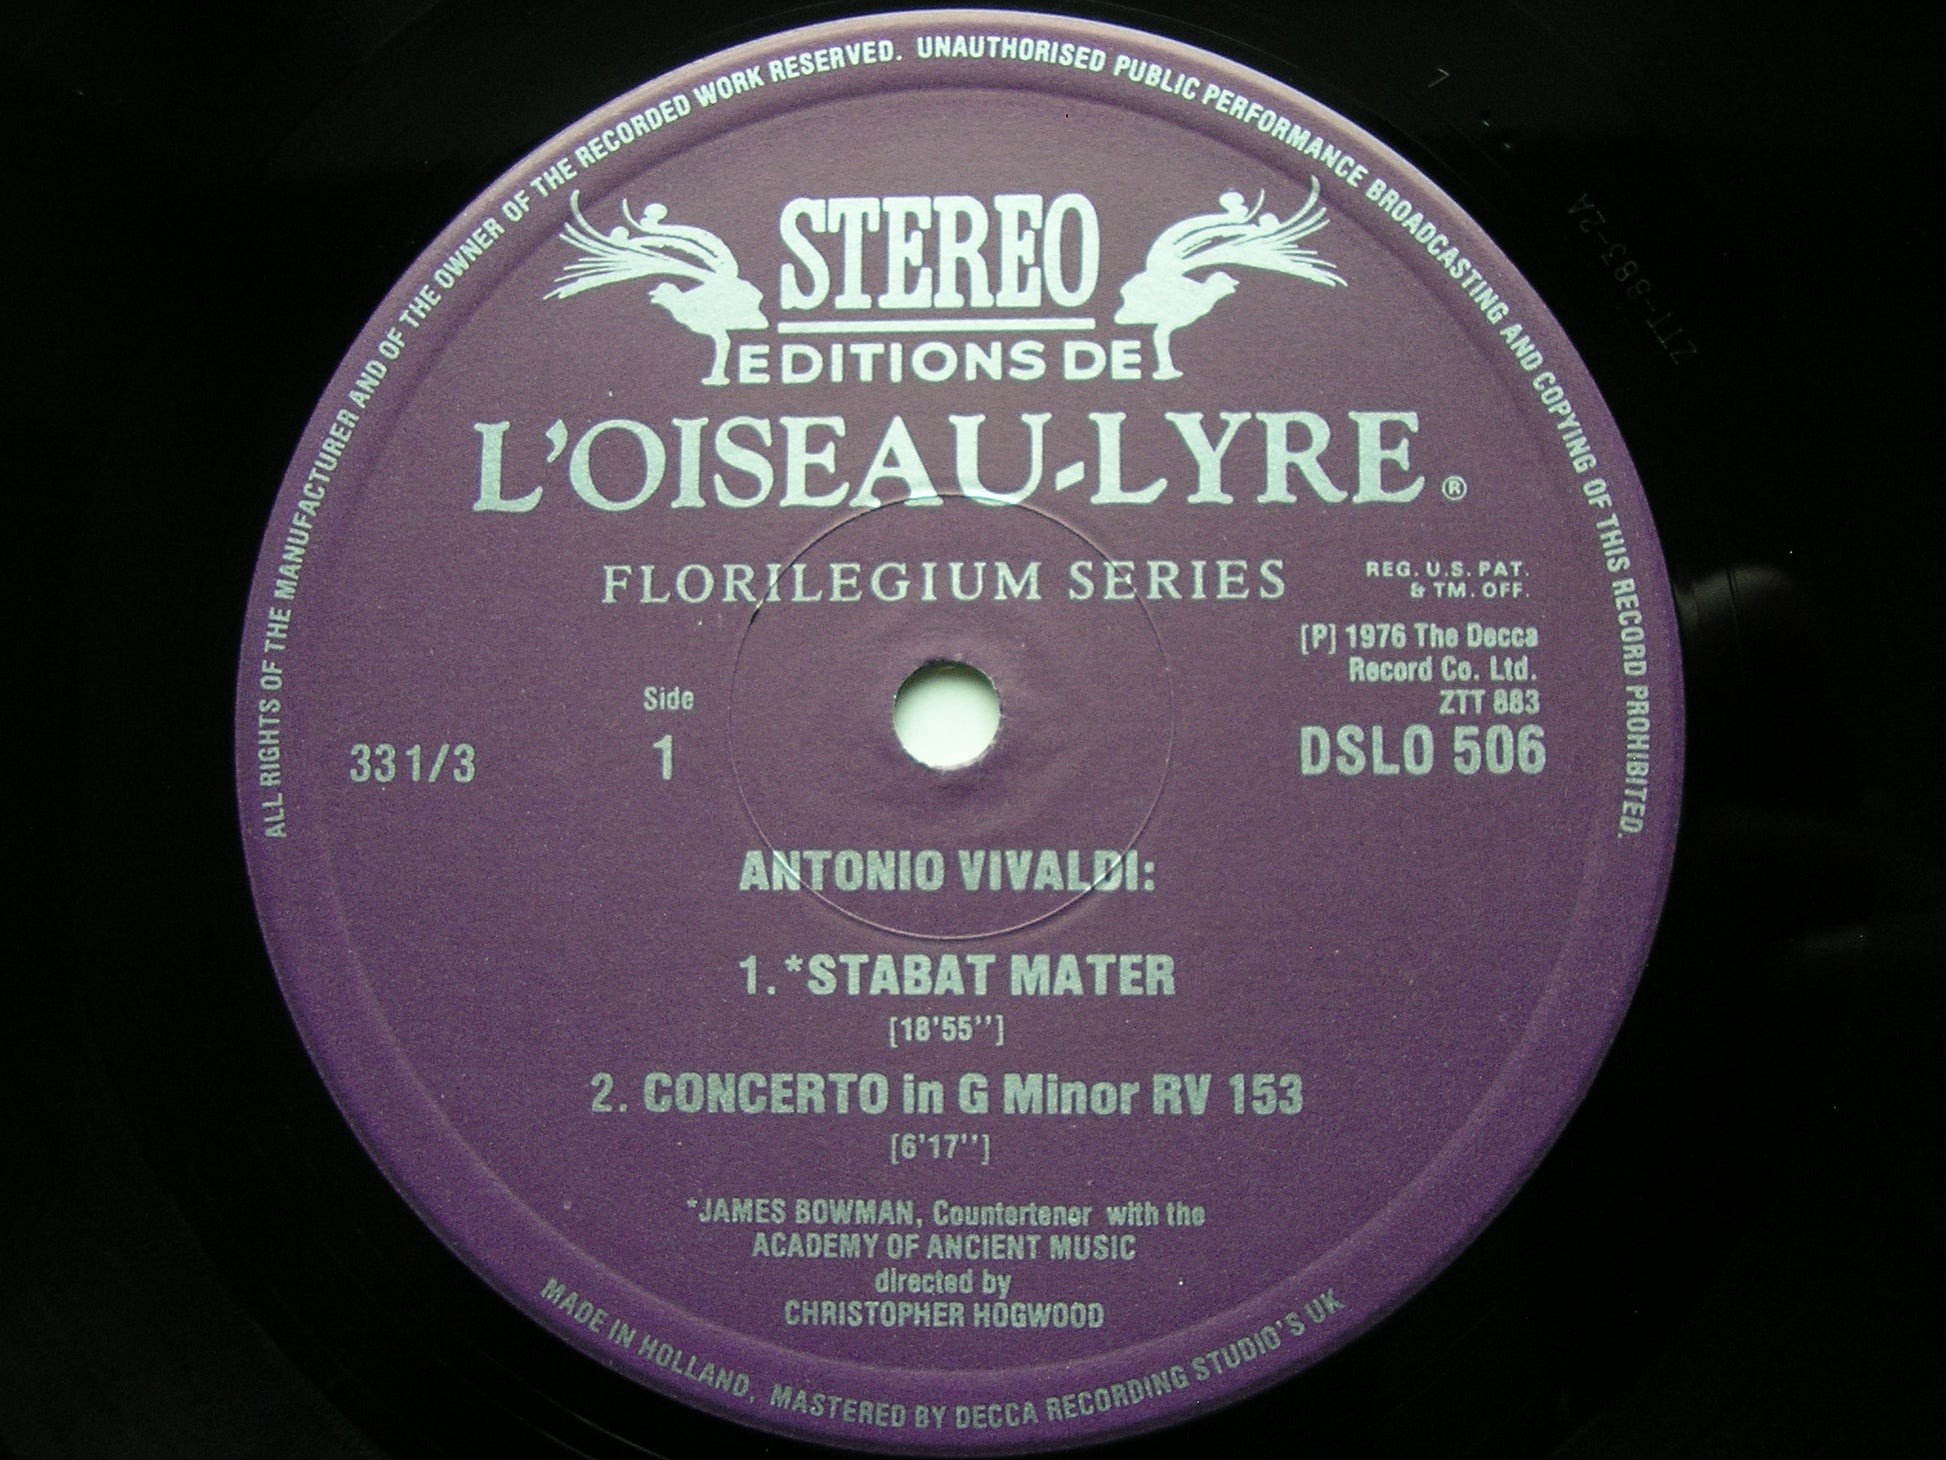 ALL RIGHTS OF THE MANUFACTURER AND OF THE OWNER OF THE RECORDED WORK RESERVED. UNAUTHORISED PUBLIC PERFORMANCE BROADCASTING AND COPYING OF THIS RECORD PROHIBITED.
STEREO
EDITIONS DE
L'OISEAU-LYRE ®
FLORILEGIUM SERIES
REG. U.S. PAT.
& TM. OFF.
[P] 1976 The Decca
Record Co. Ltd.
ZTT 883
DSLO 506
Side
1
33 1/3
ANTONIO VIVALDI:
1. *STABAT MATER
[18'55'']
2. CONCERTO in G Minor RV 153
[6'17'']
*JAMES BOWMAN, Countertenor with the
ACADEMY OF ANCIENT MUSIC
directed by
CHRISTOPHER HOGWOOD
MADE IN HOLLAND, MASTERED BY DECCA RECORDING STUDIO'S UK
ZTT-883-2A